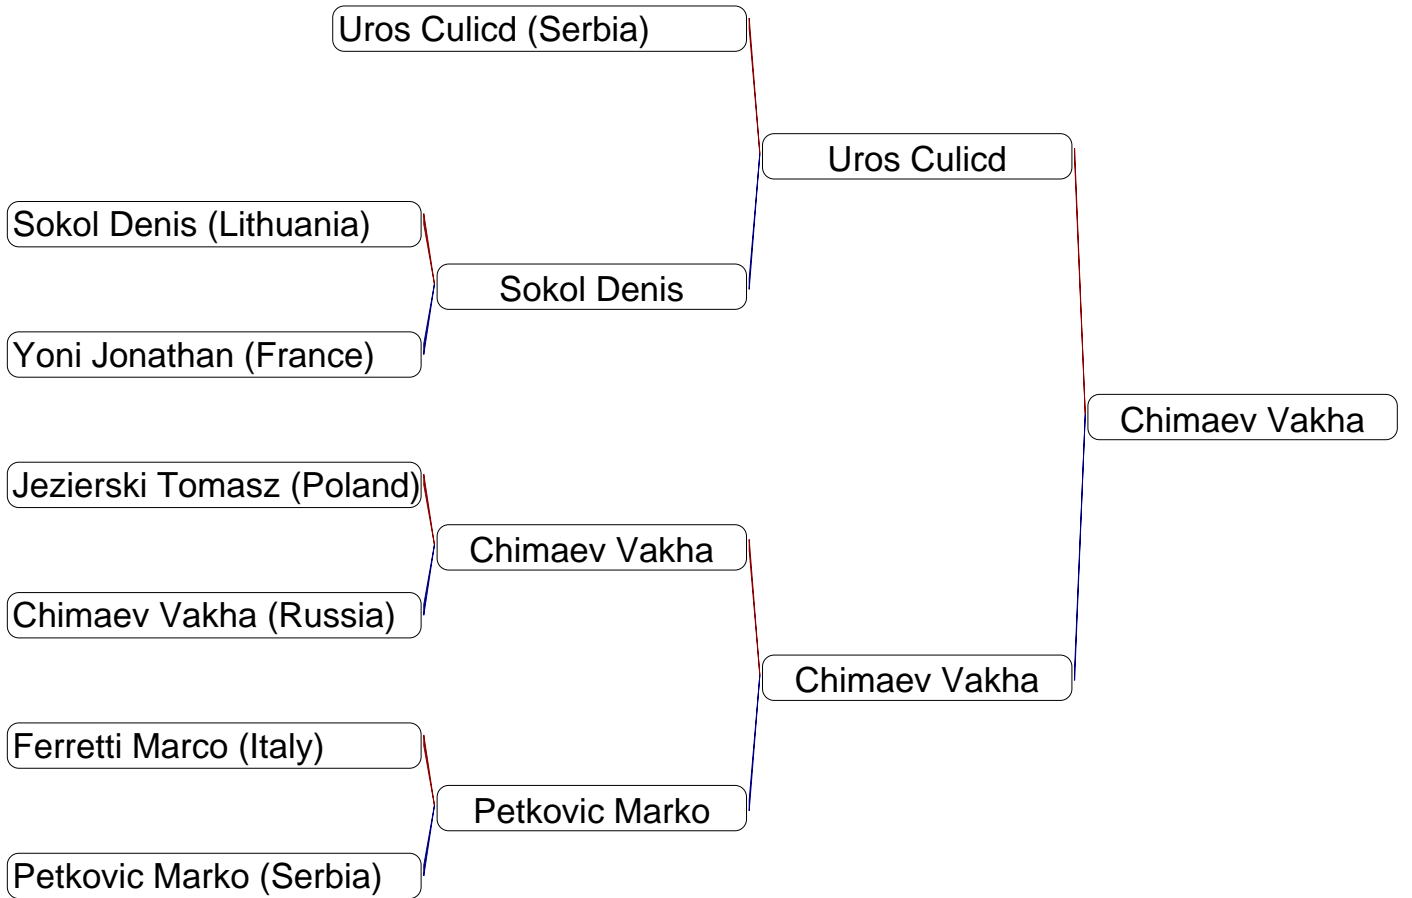 Uros Culicd (Serbia)
Uros Culicd
Sokol Denis (Lithuania)
Sokol Denis
Yoni Jonathan (France)
Chimaev Vakha
Jezierski Tomasz (Poland)
Chimaev Vakha
Chimaev Vakha (Russia)
Chimaev Vakha
Ferretti Marco (Italy)
Petkovic Marko
Petkovic Marko (Serbia)